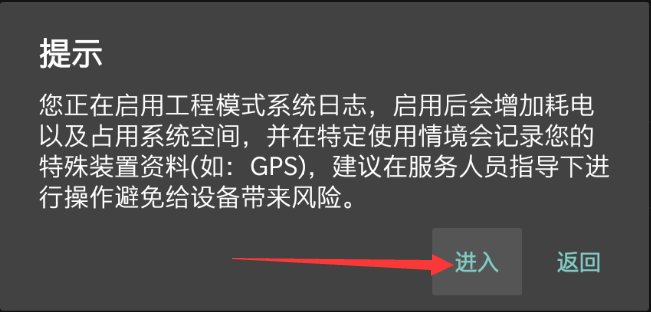 提示
您正在启用工程模式系统日志，启用后会增加耗电
以及占用系统空间，并在特定使用情境会记录您的
特殊装置资料(如：GPS)，建议在服务人员指导下进
行操作避免给设备带来风险。
进入 返回